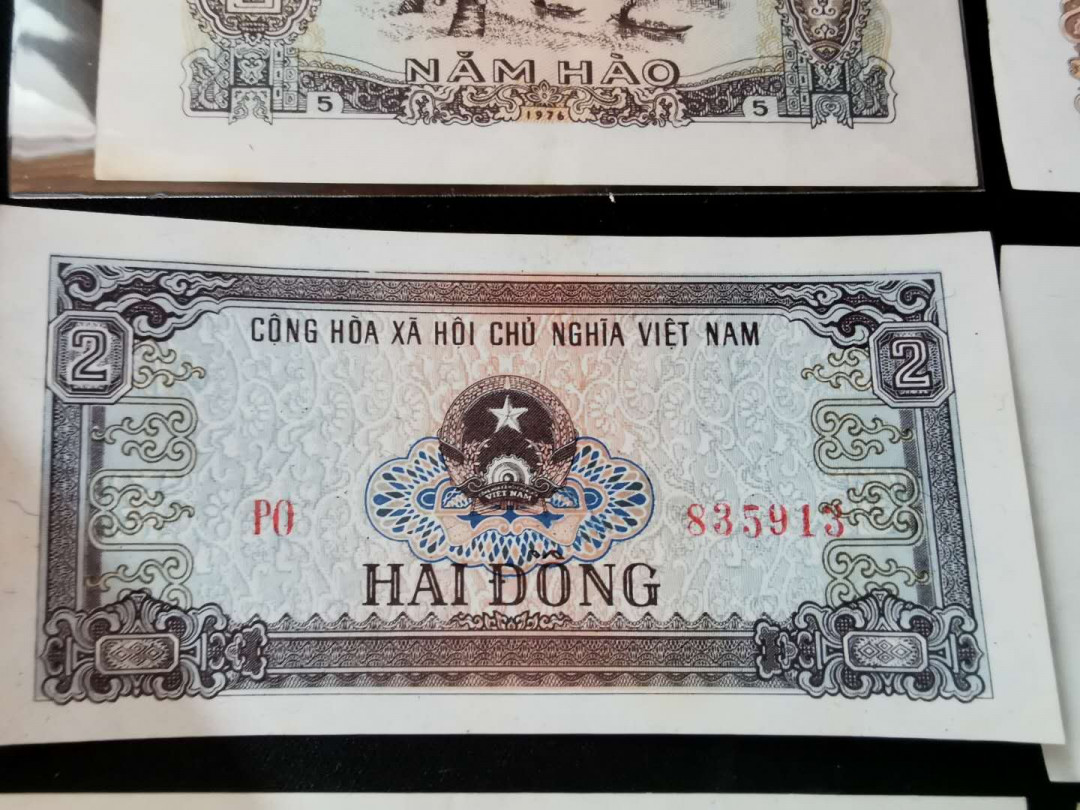 NĂM HÀO
5 1976 5
CỘNG HÒA XÃ HỘI CHỦ NGHĨA VIỆT NAM
2 2
VIỆT NAM
PO 835913
HAI ĐỒNG